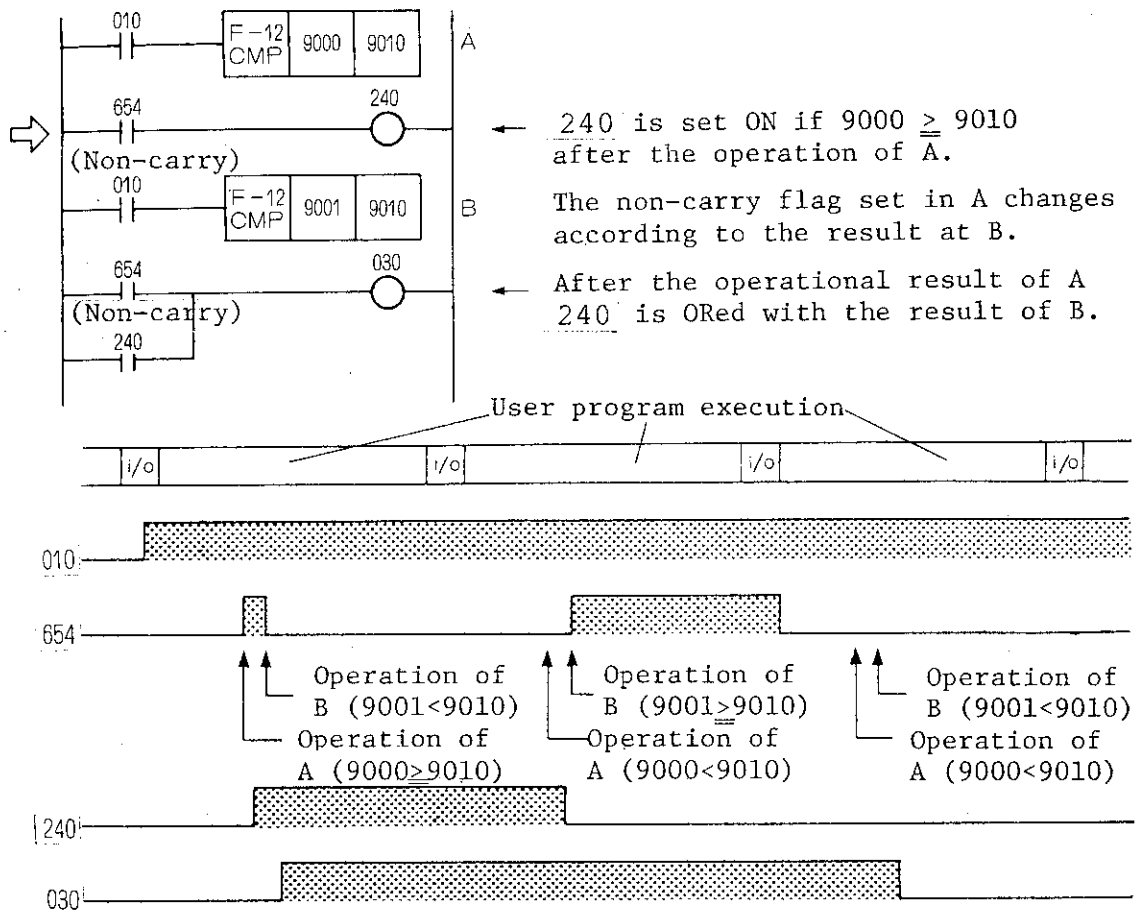 010
F-12 CMP 9000 9010 A
654 240
(Non-carry)
← 240 is set ON if 9000 ≥ 9010
after the operation of A.
010
F-12 CMP 9001 9010 B
The non-carry flag set in A changes
according to the result at B.
654 030
(Non-carry)
← After the operational result of A
240 is ORed with the result of B.
240
User program execution
i/o i/o i/o i/o
010
654
Operation of
B (9001<9010)
Operation of
A (9000≥9010)
Operation of
B (9001≥9010)
Operation of
A (9000<9010)
Operation of
B (9001<9010)
Operation of
A (9000<9010)
240
030